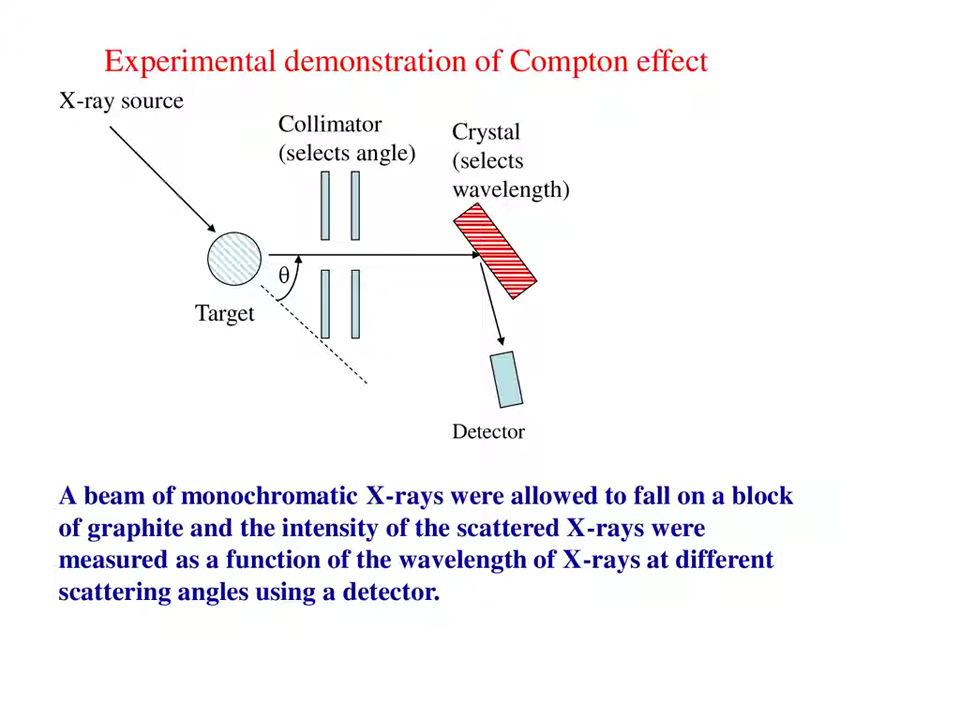 Experimental demonstration of Compton effect
X-ray source
Collimator
(selects angle)
Crystal
(selects
wavelength)
θ
Target
Detector
A beam of monochromatic X-rays were allowed to fall on a block
of graphite and the intensity of the scattered X-rays were
measured as a function of the wavelength of X-rays at different
scattering angles using a detector.